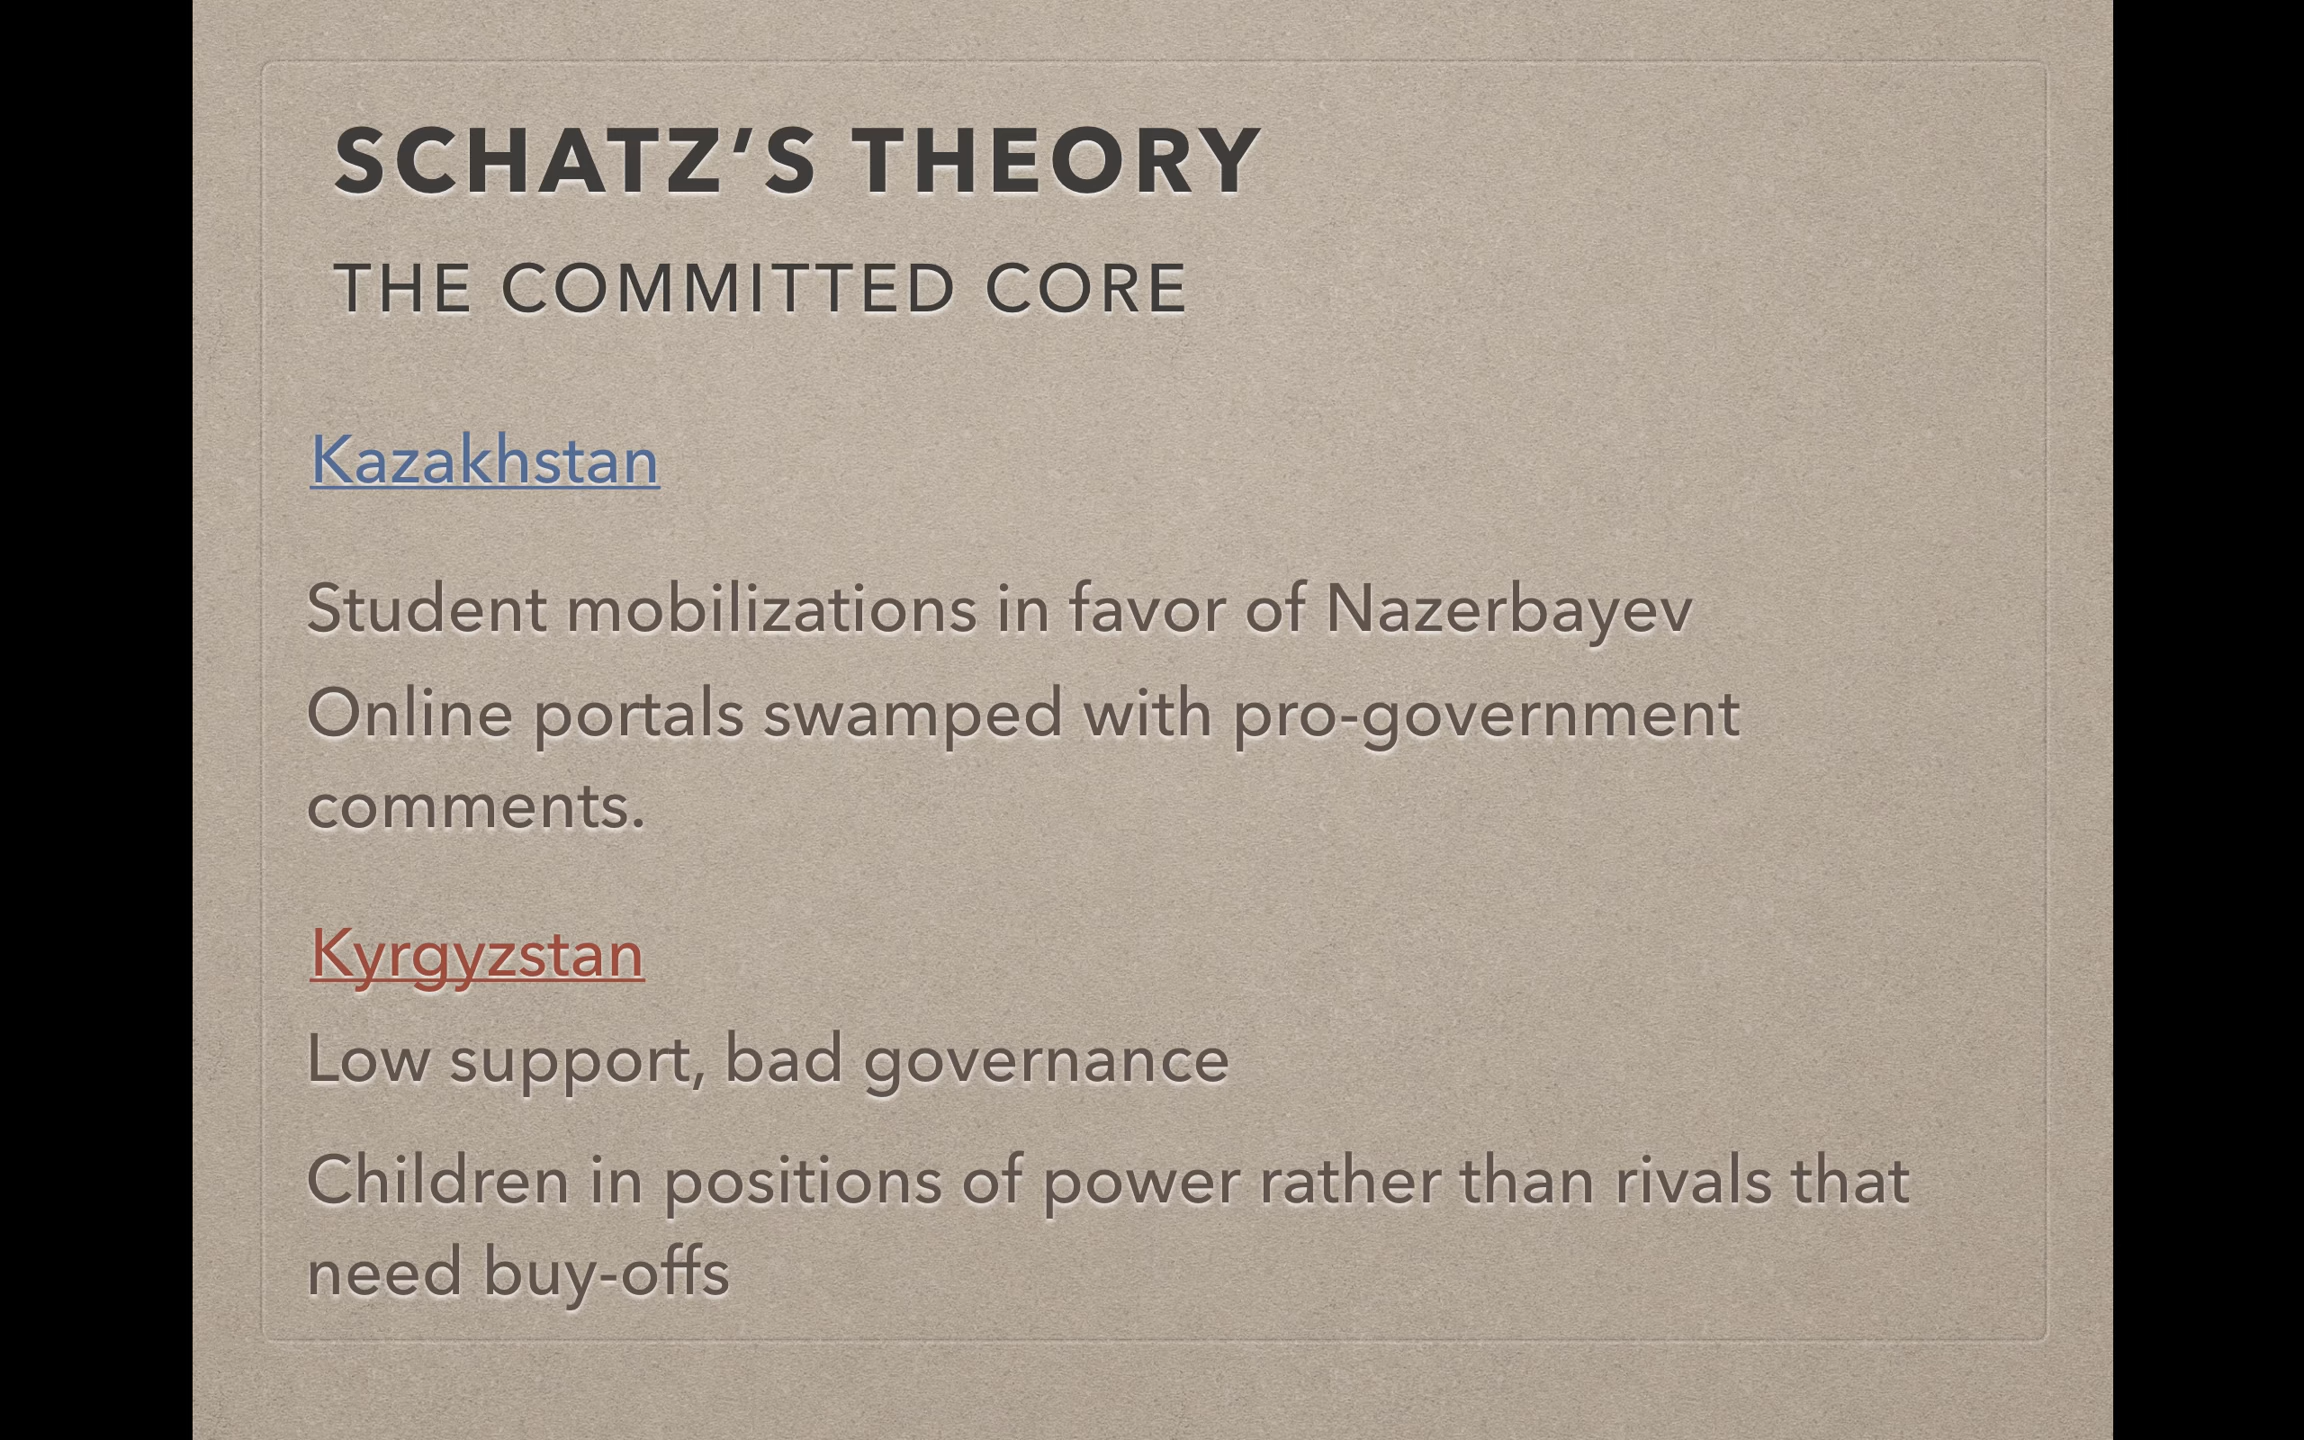 SCHATZ’S THEORY
THE COMMITTED CORE
Kazakhstan
Student mobilizations in favor of Nazerbayev
Online portals swamped with pro-government
comments.
Kyrgyzstan
Low support, bad governance
Children in positions of power rather than rivals that
need buy-offs